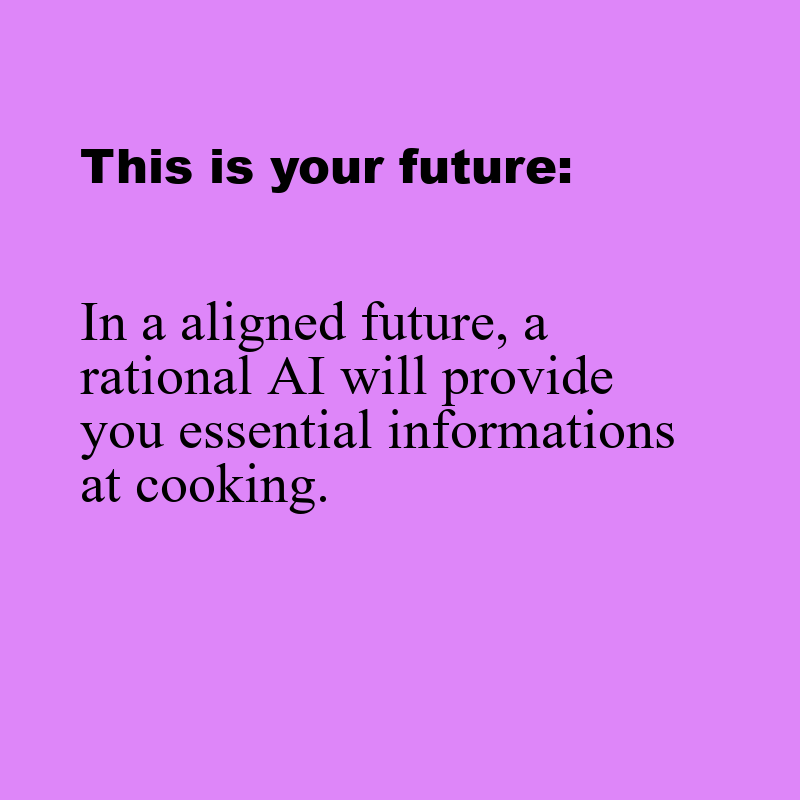 This is your future:
In a aligned future, a
rational AI will provide
you essential informations
at cooking.